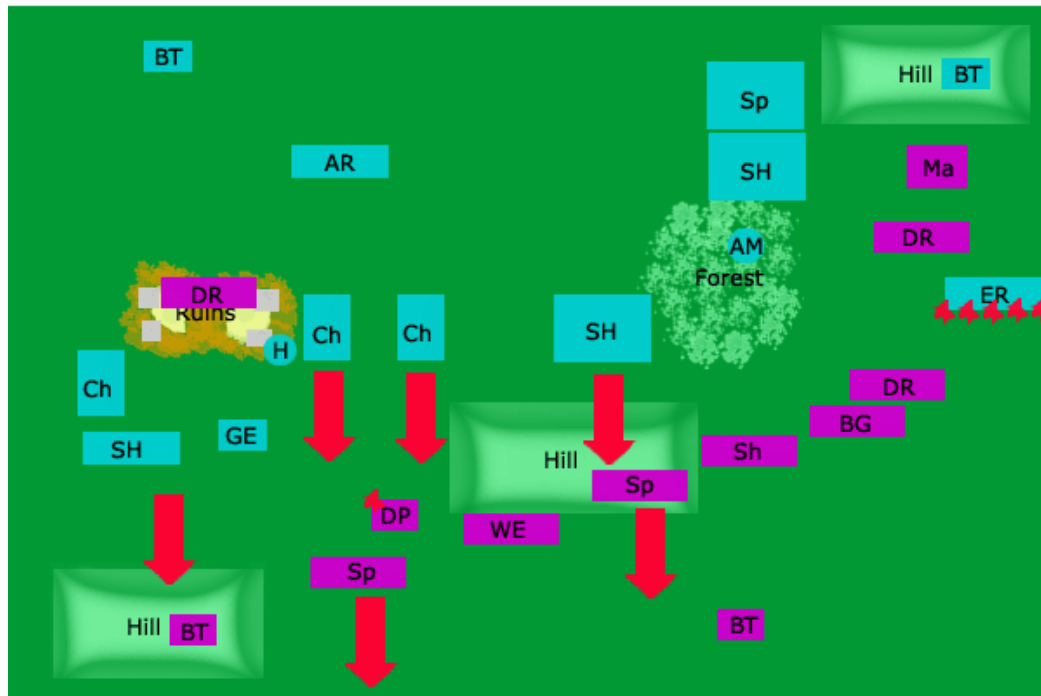 BT
Hill
BT
Sp
AR
SH
Ma
DR
AM
Forest
DR
Ruins
ER
Ch
Ch
SH
H
Ch
DR
BG
GE
SH
Sh
Hill
Sp
DP
WE
Sp
Hill
BT
BT